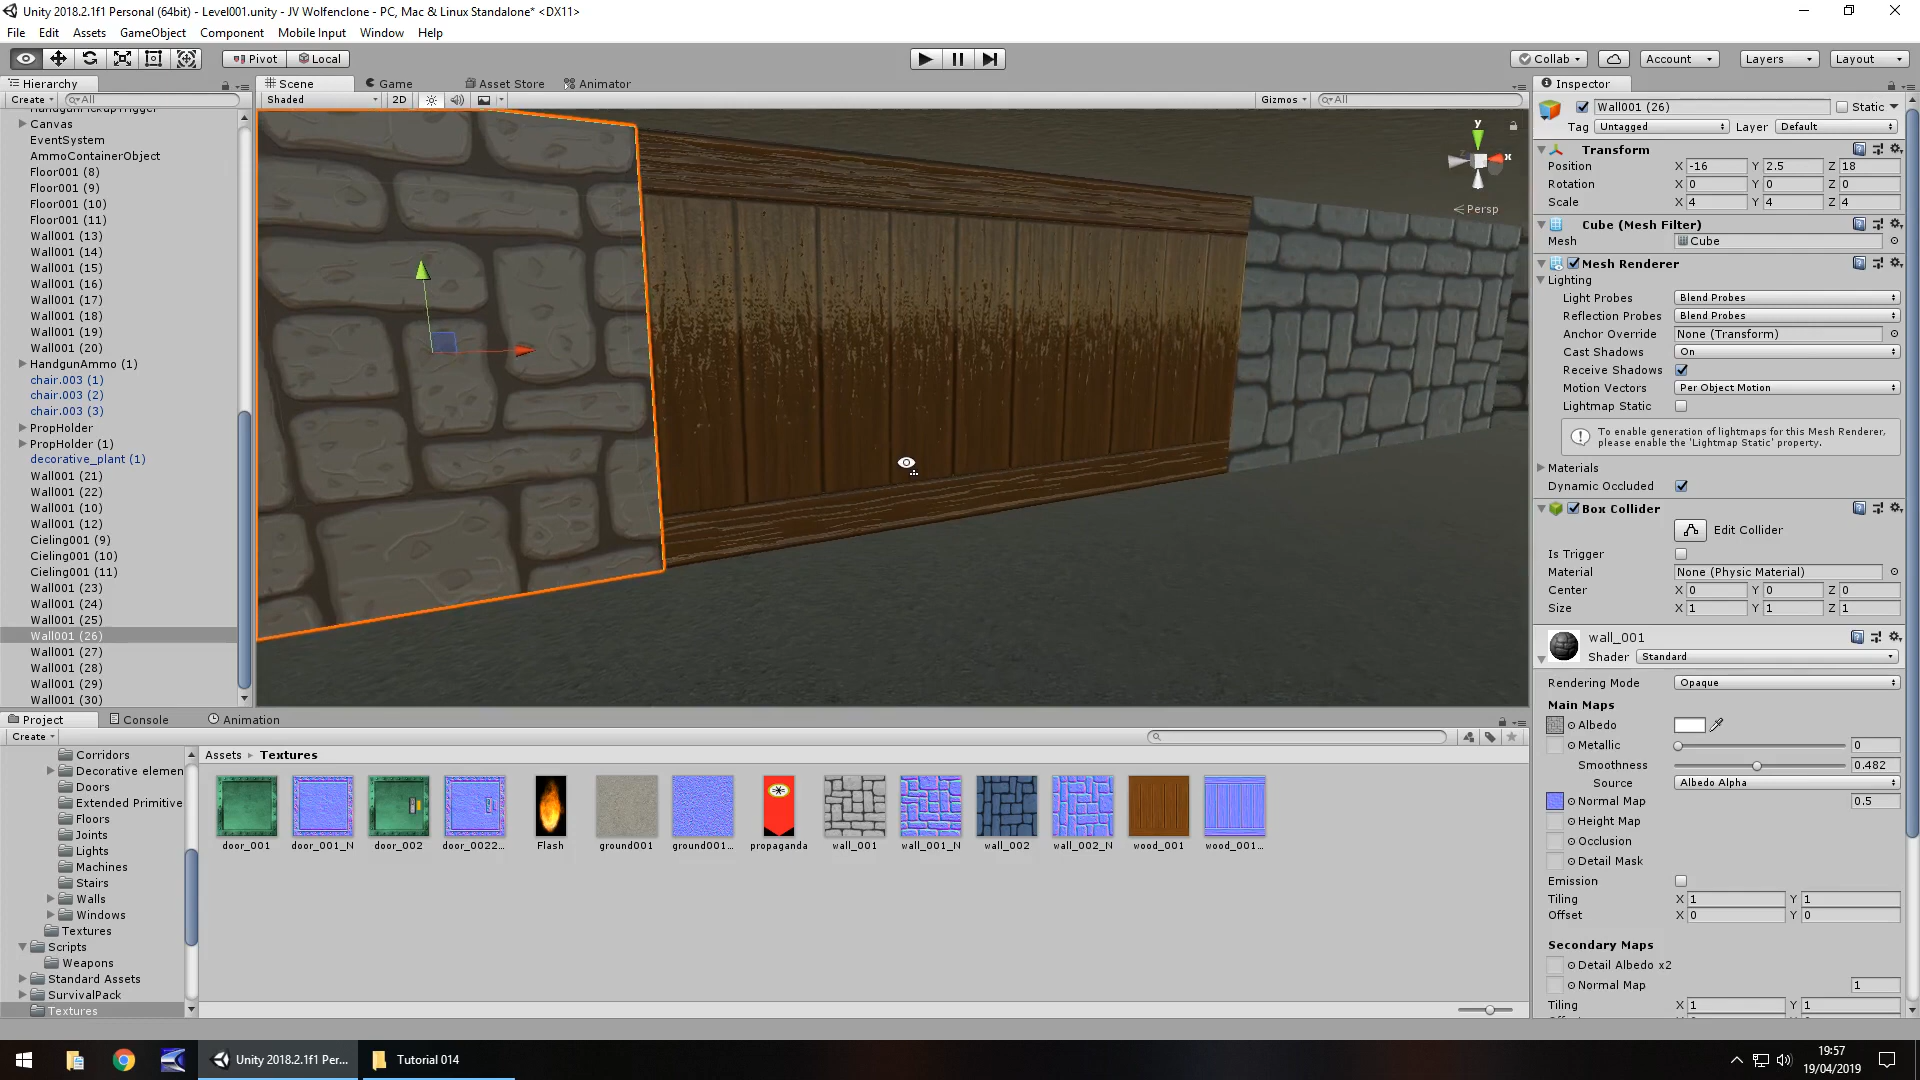 Unity 2018.2.1f1 Personal (64bit) - Level001.unity - JV Wolfenclone - PC, Mac & Linux Standalone* <DX11>
File Edit Assets GameObject Component Mobile Input Window Help
Pivot Local Collab Account Layers Layout
Hierarchy
Create All
Canvas
EventSystem
AmmoContainerObject
Floor001 (8)
Floor001 (9)
Floor001 (10)
Floor001 (11)
Wall001 (13)
Wall001 (14)
Wall001 (15)
Wall001 (16)
Wall001 (17)
Wall001 (18)
Wall001 (19)
Wall001 (20)
HandgunAmmo (1)
chair.003 (1)
chair.003 (2)
chair.003 (3)
PropHolder
PropHolder (1)
decorative_plant (1)
Wall001 (21)
Wall001 (22)
Wall001 (10)
Wall001 (12)
Cieling001 (9)
Cieling001 (10)
Cieling001 (11)
Wall001 (23)
Wall001 (24)
Wall001 (25)
Wall001 (26)
Wall001 (27)
Wall001 (28)
Wall001 (29)
Wall001 (30)
Scene Game Asset Store Animator
Shaded 2D Gizmos All
y
x
Persp
Inspector
Wall001 (26) Static
Tag Untagged Layer Default
Transform
Position X -16 Y 2.5 Z 18
Rotation X 0 Y 0 Z 0
Scale X 4 Y 4 Z 4
Cube (Mesh Filter)
Mesh Cube
Mesh Renderer
Lighting
Light Probes Blend Probes
Reflection Probes Blend Probes
Anchor Override None (Transform)
Cast Shadows On
Receive Shadows
Motion Vectors Per Object Motion
Lightmap Static
To enable generation of lightmaps for this Mesh Renderer,
please enable the 'Lightmap Static' property.
Materials
Dynamic Occluded
Box Collider
Edit Collider
Is Trigger
Material None (Physic Material)
Center X 0 Y 0 Z 0
Size X 1 Y 1 Z 1
wall_001
Shader Standard
Rendering Mode Opaque
Main Maps
Albedo
Metallic 0
Smoothness 0.482
Source Albedo Alpha
Normal Map 0.5
Height Map
Occlusion
Detail Mask
Emission
Tiling X 1 Y 1
Offset X 0 Y 0
Secondary Maps
Detail Albedo x2
Normal Map 1
Tiling X 1 Y 1
Project Console Animation
Create
Corridors
Decorative elemen
Doors
Extended Primitive
Floors
Joints
Lights
Machines
Stairs
Walls
Windows
Textures
Scripts
Weapons
Standard Assets
SurvivalPack
Textures
Assets Textures
door_001 door_001_N door_002 door_0022... Flash ground001 ground001... propaganda wall_001 wall_001_N wall_002 wall_002_N wood_001 wood_001...
Unity 2018.2.1f1 Per... Tutorial 014
19:57
19/04/2019